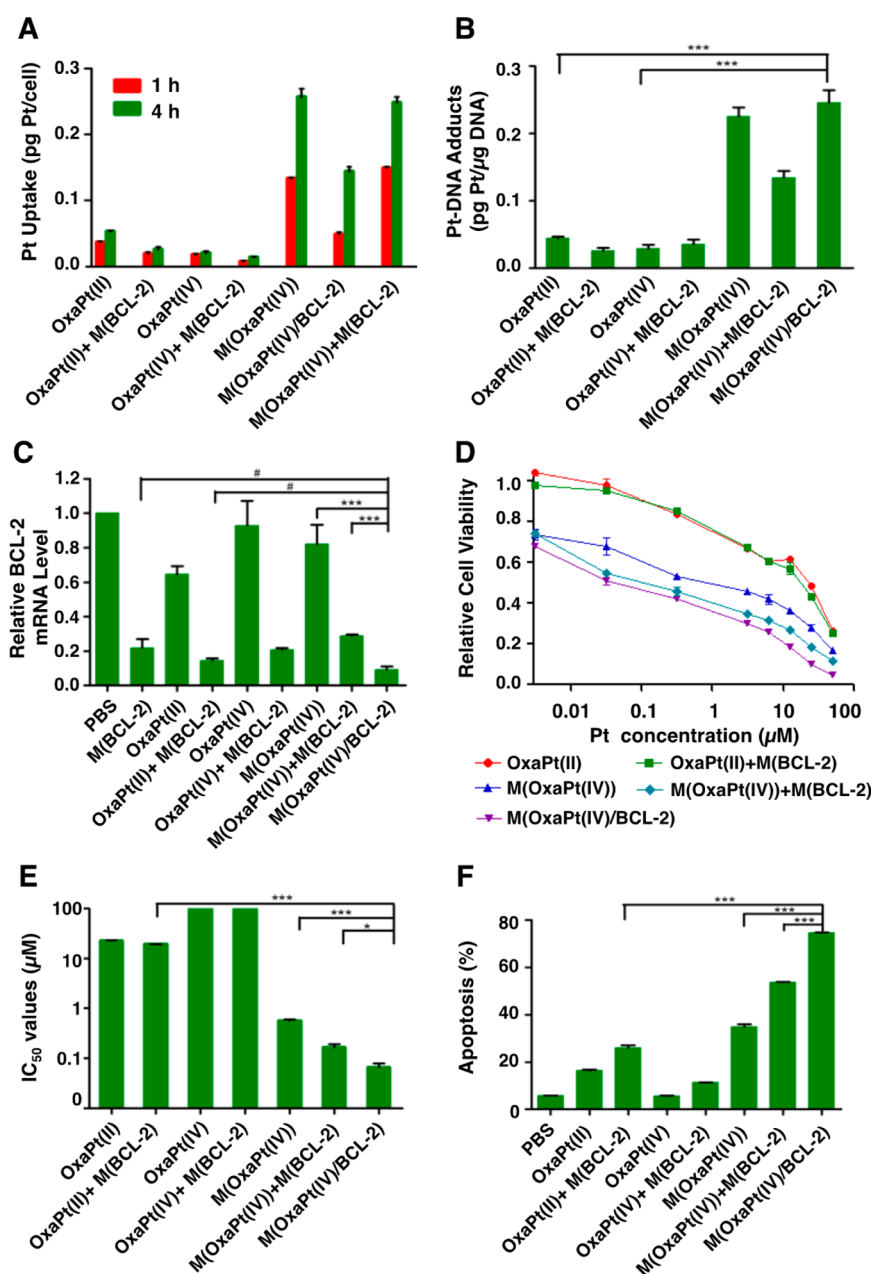 A
Pt Uptake (pg Pt/cell)
0.3
0.2
0.1
0.0
1 h
4 h
OxaPt(II)
OxaPt(II)+ M(BCL-2)
OxaPt(IV)
OxaPt(IV)+ M(BCL-2)
M(OxaPt(IV))
M(OxaPt(IV)/BCL-2)
M(OxaPt(IV))+M(BCL-2)
B
Pt-DNA Adducts
(pg Pt/µg DNA)
0.3
0.2
0.1
0.0
***
***
OxaPt(II)
OxaPt(II)+ M(BCL-2)
OxaPt(IV)
OxaPt(IV)+ M(BCL-2)
M(OxaPt(IV))
M(OxaPt(IV))+M(BCL-2)
M(OxaPt(IV)/BCL-2)
C
Relative BCL-2
mRNA Level
1.2
1.0
0.8
0.6
0.4
0.2
0.0
#
#
***
***
PBS
M(BCL-2)
OxaPt(II)
OxaPt(II)+ M(BCL-2)
OxaPt(IV)
OxaPt(IV)+ M(BCL-2)
M(OxaPt(IV))
M(OxaPt(IV))+M(BCL-2)
M(OxaPt(IV)/BCL-2)
D
Relative Cell Viability
1.0
0.8
0.6
0.4
0.2
0.0
0.01
0.1
1
10
100
Pt concentration (µM)
OxaPt(II)
OxaPt(II)+M(BCL-2)
M(OxaPt(IV))
M(OxaPt(IV))+M(BCL-2)
M(OxaPt(IV)/BCL-2)
E
IC50 values (µM)
100
10
1
0.1
0
***
***
*
OxaPt(II)
OxaPt(II)+ M(BCL-2)
OxaPt(IV)
OxaPt(IV)+ M(BCL-2)
M(OxaPt(IV))
M(OxaPt(IV))+M(BCL-2)
M(OxaPt(IV)/BCL-2)
F
Apoptosis (%)
80
60
40
20
0
***
***
***
PBS
OxaPt(II)
OxaPt(II)+ M(BCL-2)
OxaPt(IV)
OxaPt(IV)+ M(BCL-2)
M(OxaPt(IV))
M(OxaPt(IV))+M(BCL-2)
M(OxaPt(IV)/BCL-2)